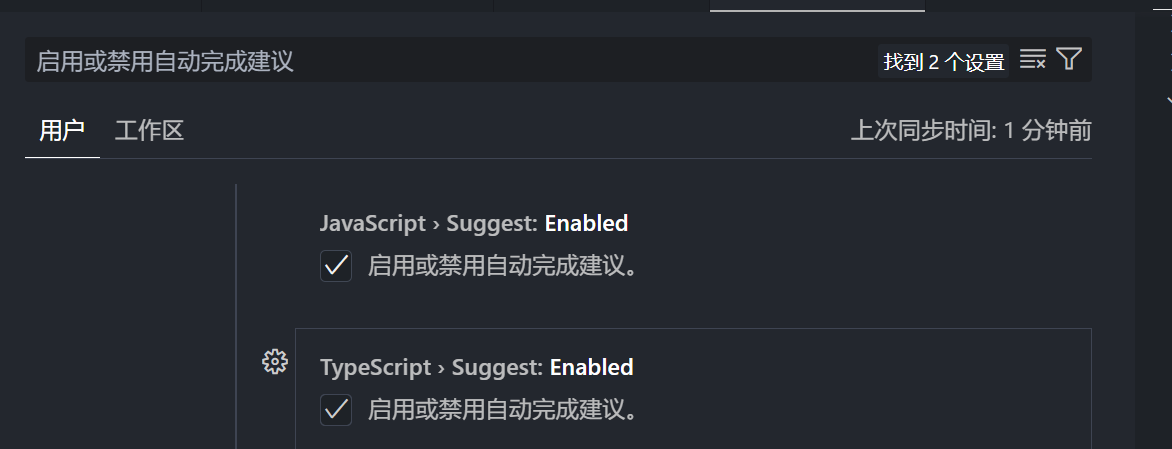 启用或禁用自动完成建议
找到 2 个设置
用户 工作区
上次同步时间: 1 分钟前
JavaScript › Suggest: Enabled
启用或禁用自动完成建议。
TypeScript › Suggest: Enabled
启用或禁用自动完成建议。